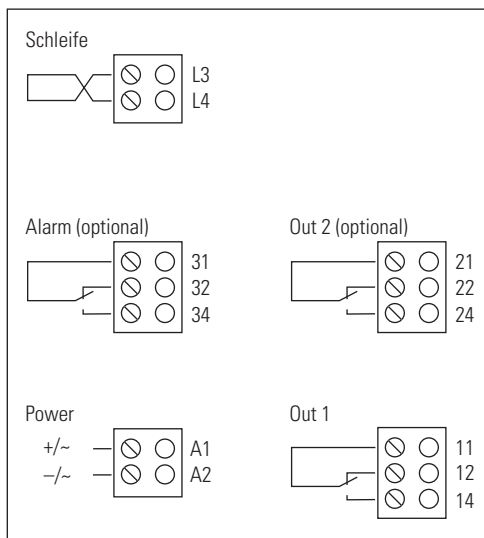 Schleife
L3
L4
Alarm (optional)
31
32
34
Out 2 (optional)
21
22
24
Power
+/~
A1
–/~
A2
Out 1
11
12
14